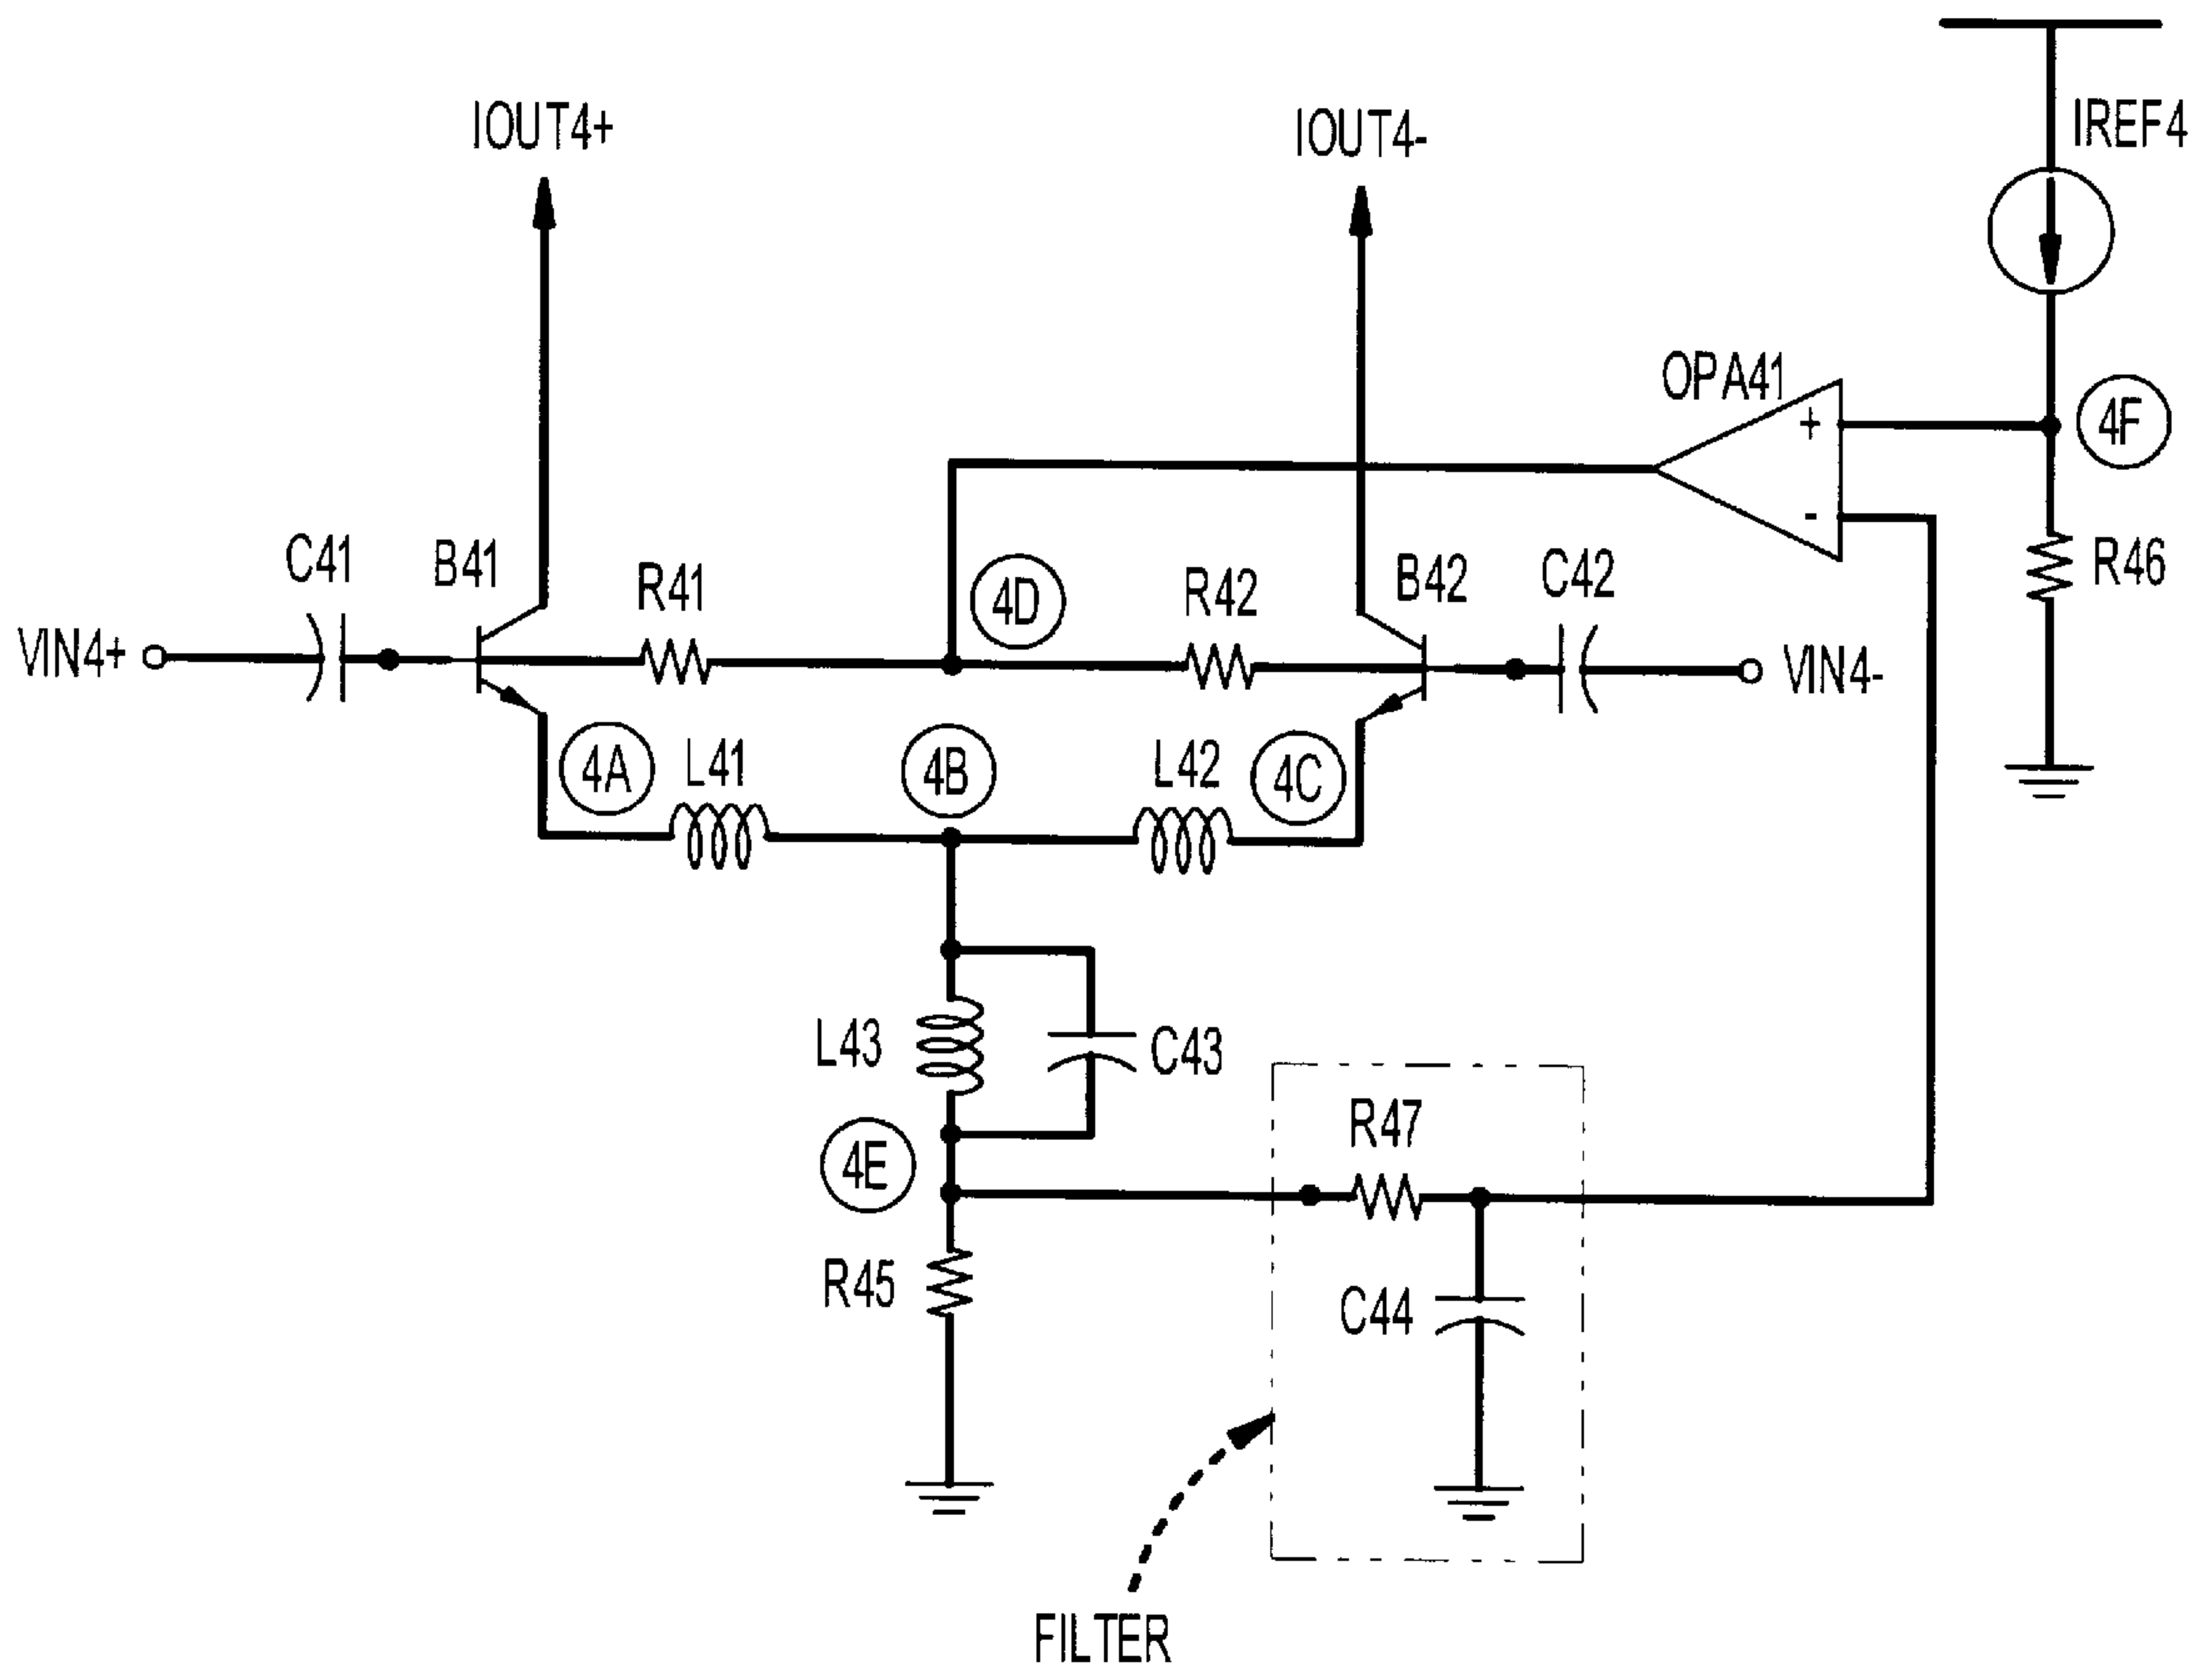 IREF4
IOUT4+
IOUT4-
OPA41
+
4F
-
R46
C41
B41
R41
4D
R42
B42
C42
VIN4+
VIN4-
4A
L41
4B
L42
4C
L43
C43
4E
R47
R45
C44
FILTER